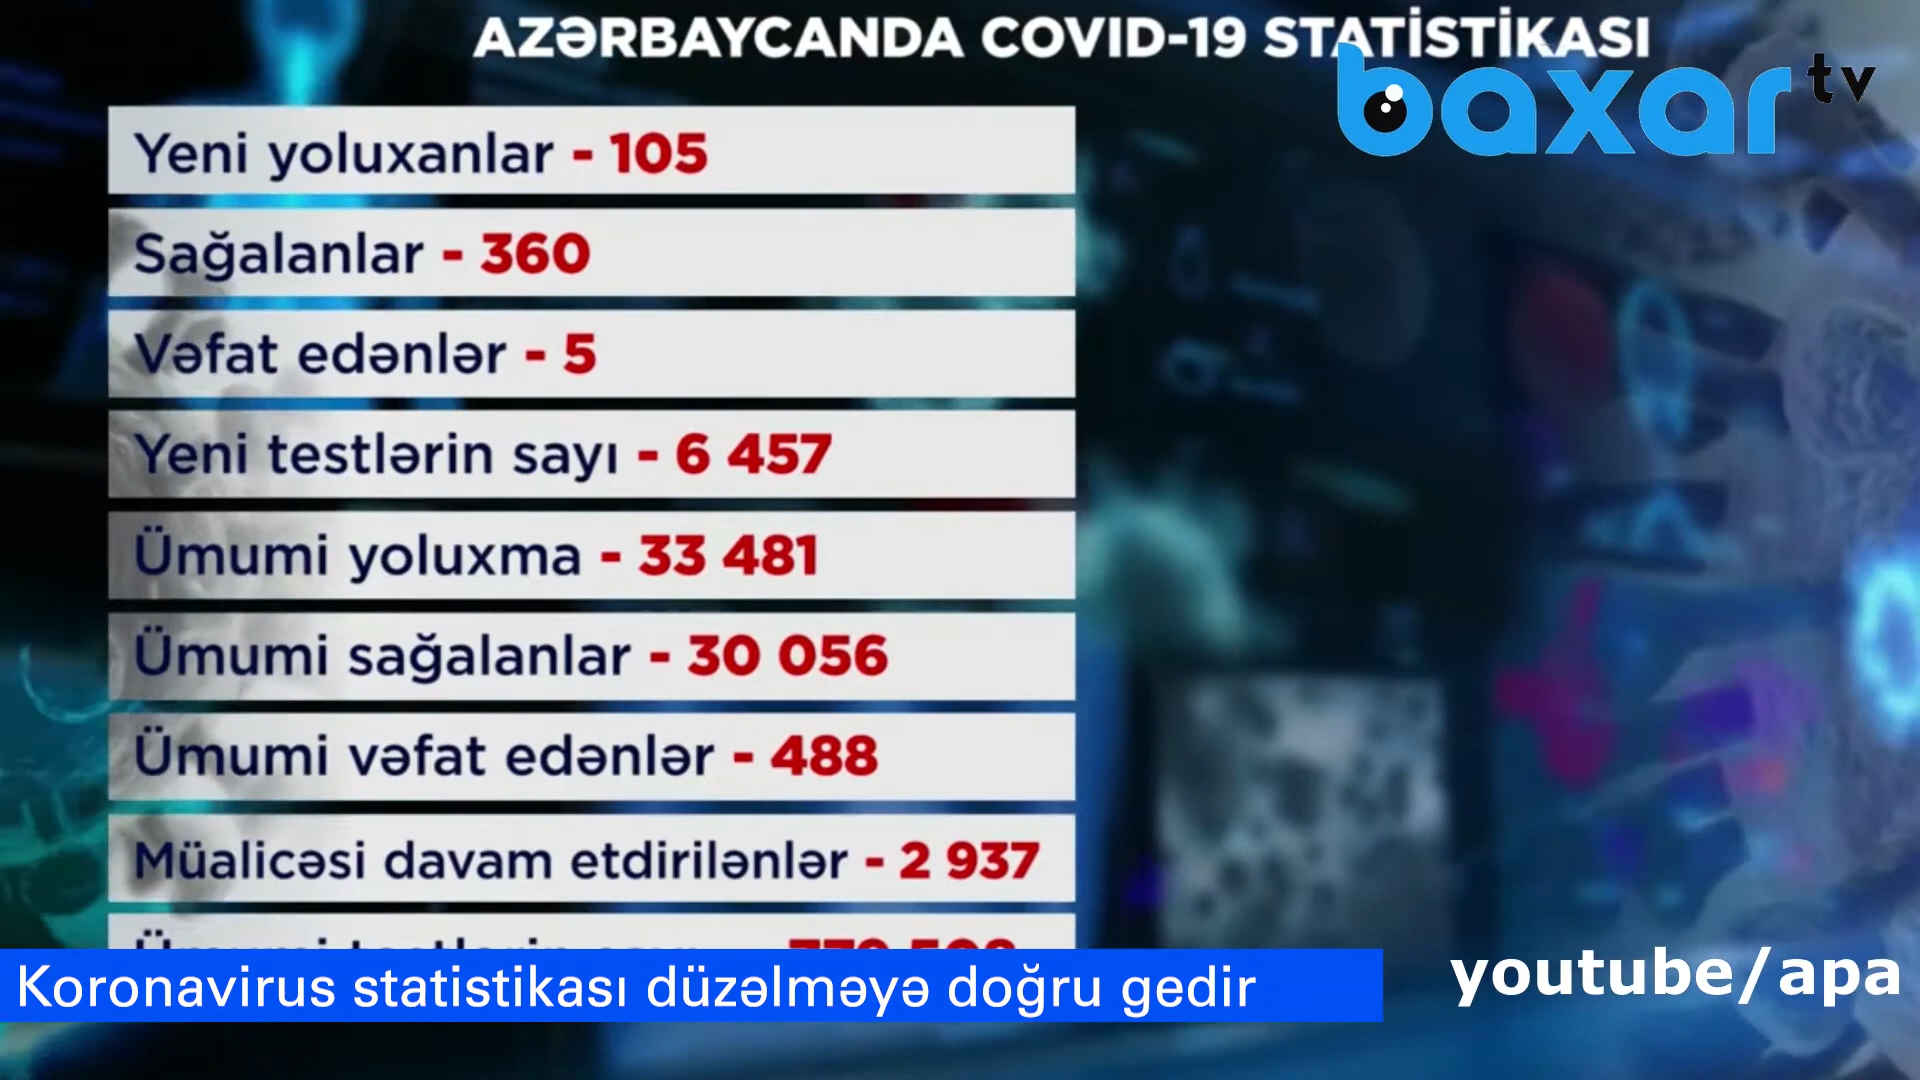 AZƏRBAYCANDA COVID-19 STATİSTİKASI
baxar tv
Yeni yoluxanlar - 105
Sağalanlar - 360
Vəfat edənlər - 5
Yeni testlərin sayı - 6 457
Ümumi yoluxma - 33 481
Ümumi sağalanlar - 30 056
Ümumi vəfat edənlər - 488
Müalicəsi davam etdirilənlər - 2 937
Koronavirus statistikası düzəlməyə doğru gedir
youtube/apa